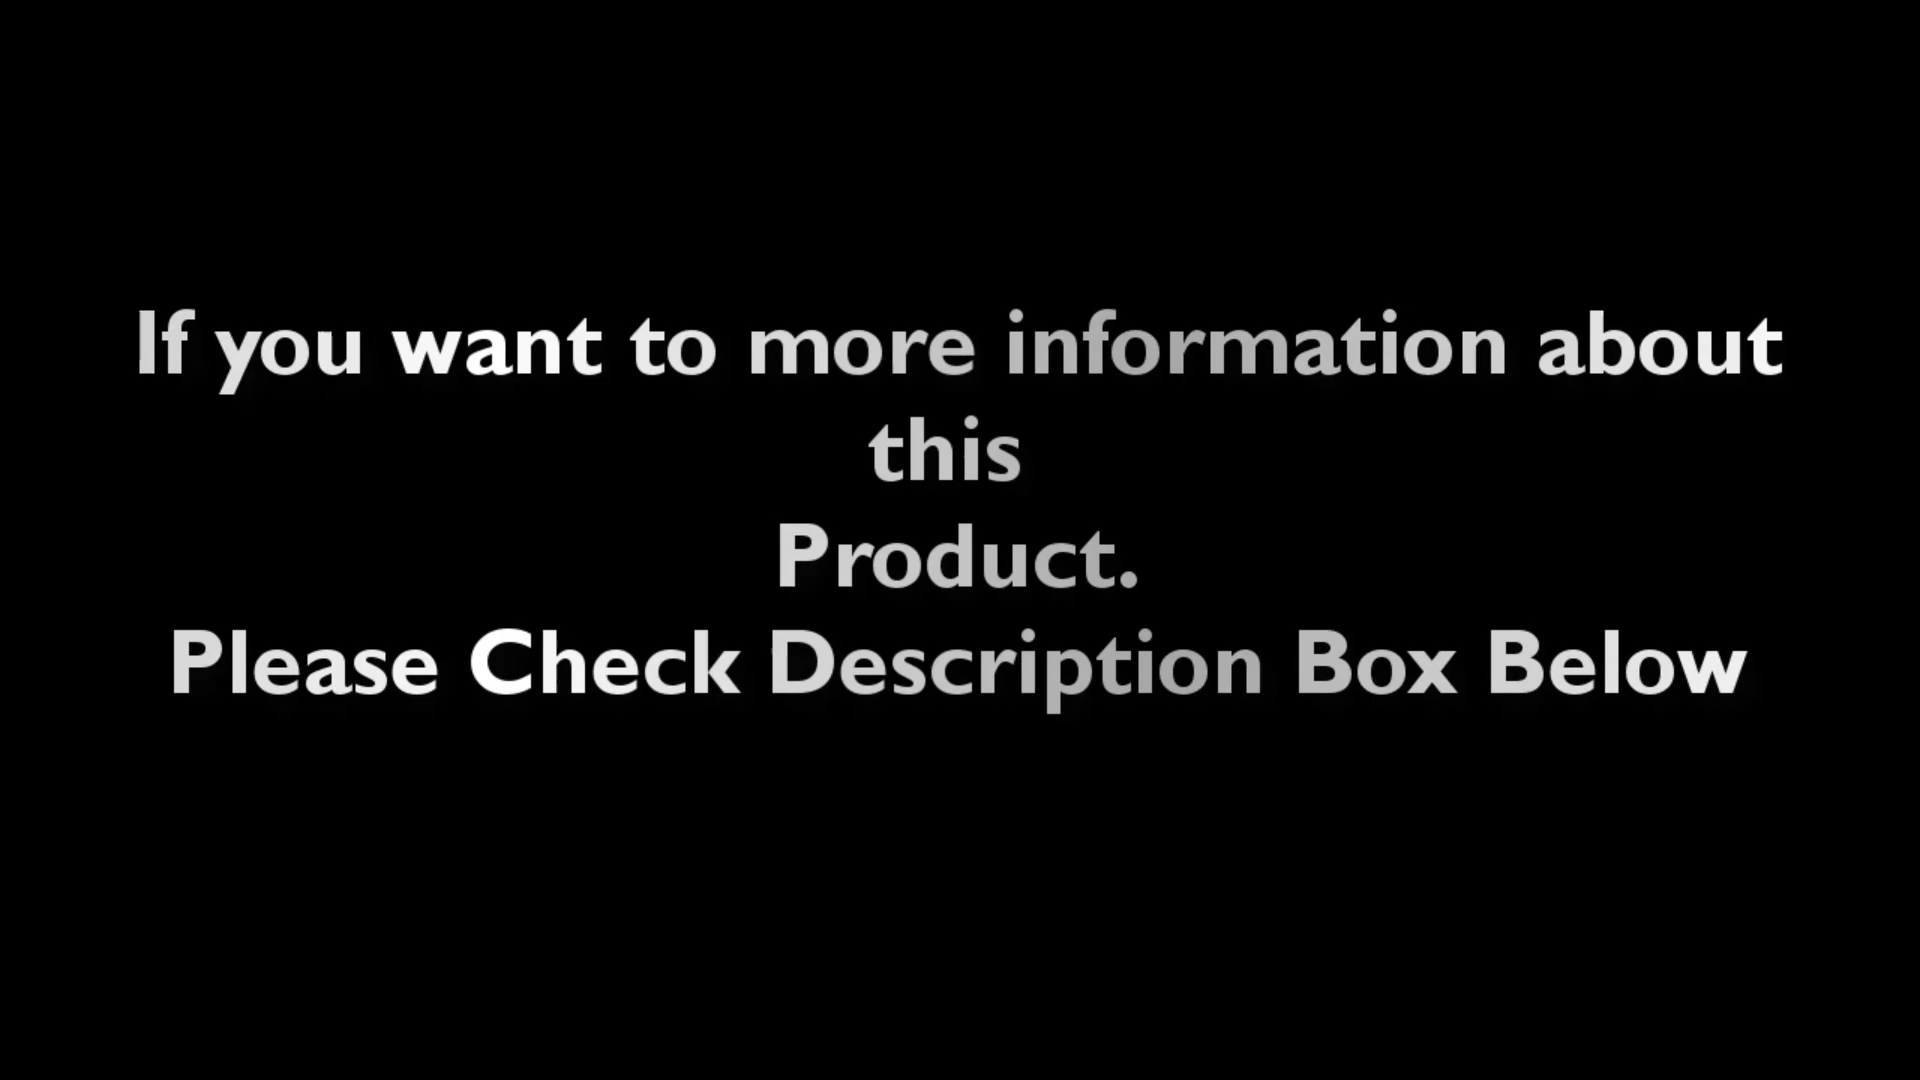 If you want to more information about
this
Product.
Please Check Description Box Below